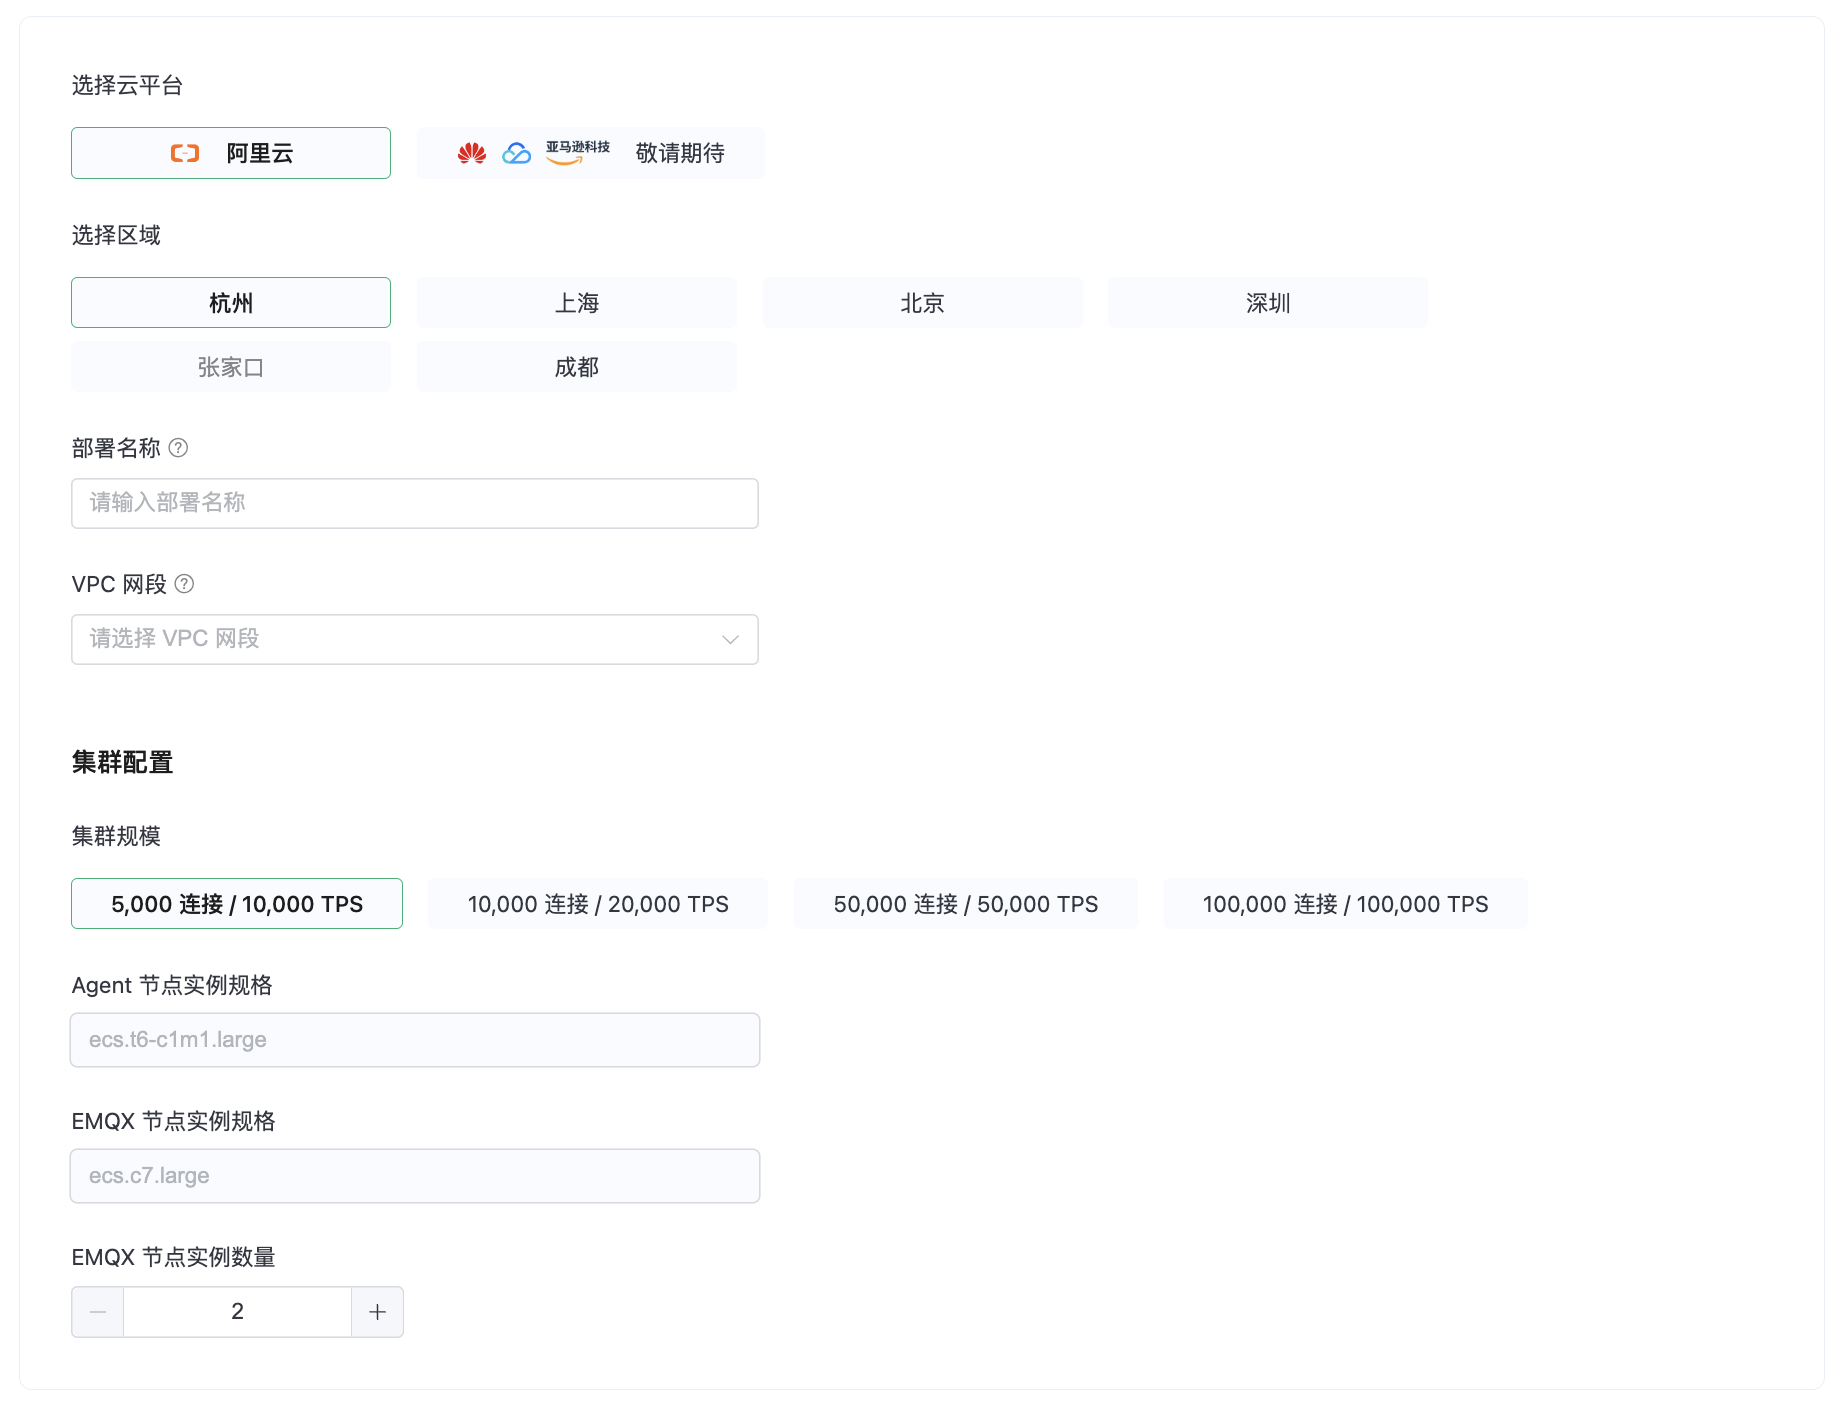 选择云平台
阿里云
亚马逊科技 敬请期待
选择区域
杭州 上海 北京 深圳
张家口 成都
部署名称 ?
请输入部署名称
VPC 网段 ?
请选择 VPC 网段
集群配置
集群规模
5,000 连接 / 10,000 TPS 10,000 连接 / 20,000 TPS 50,000 连接 / 50,000 TPS 100,000 连接 / 100,000 TPS
Agent 节点实例规格
ecs.t6-c1m1.large
EMQX 节点实例规格
ecs.c7.large
EMQX 节点实例数量
2